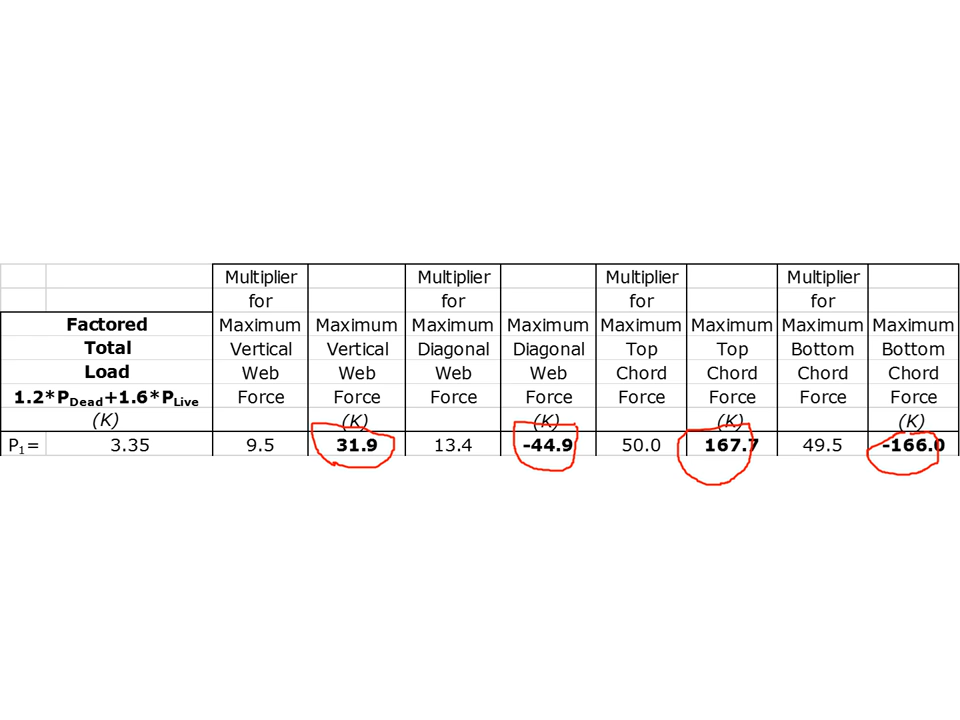 Multiplier Multiplier Multiplier Multiplier
for for for for
Factored Maximum Maximum Maximum Maximum Maximum Maximum Maximum Maximum
Total Vertical Vertical Diagonal Diagonal Top Top Bottom Bottom
Load Web Web Web Web Chord Chord Chord Chord
1.2*PDead+1.6*PLive Force Force Force Force Force Force Force Force
(K) (K) (K) (K) (K)
P1= 3.35 9.5 31.9 13.4 -44.9 50.0 167.7 49.5 -166.0